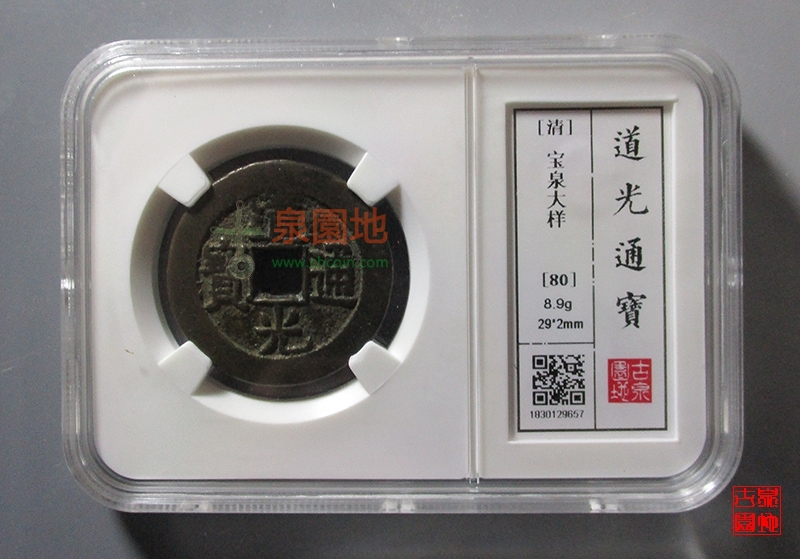 道光通寶
[清] 宝泉大样
[80]
8.9g
29*2mm
1830129657
古泉園地
光
通
寶
古泉園地
www.chcoin.com
古泉園地